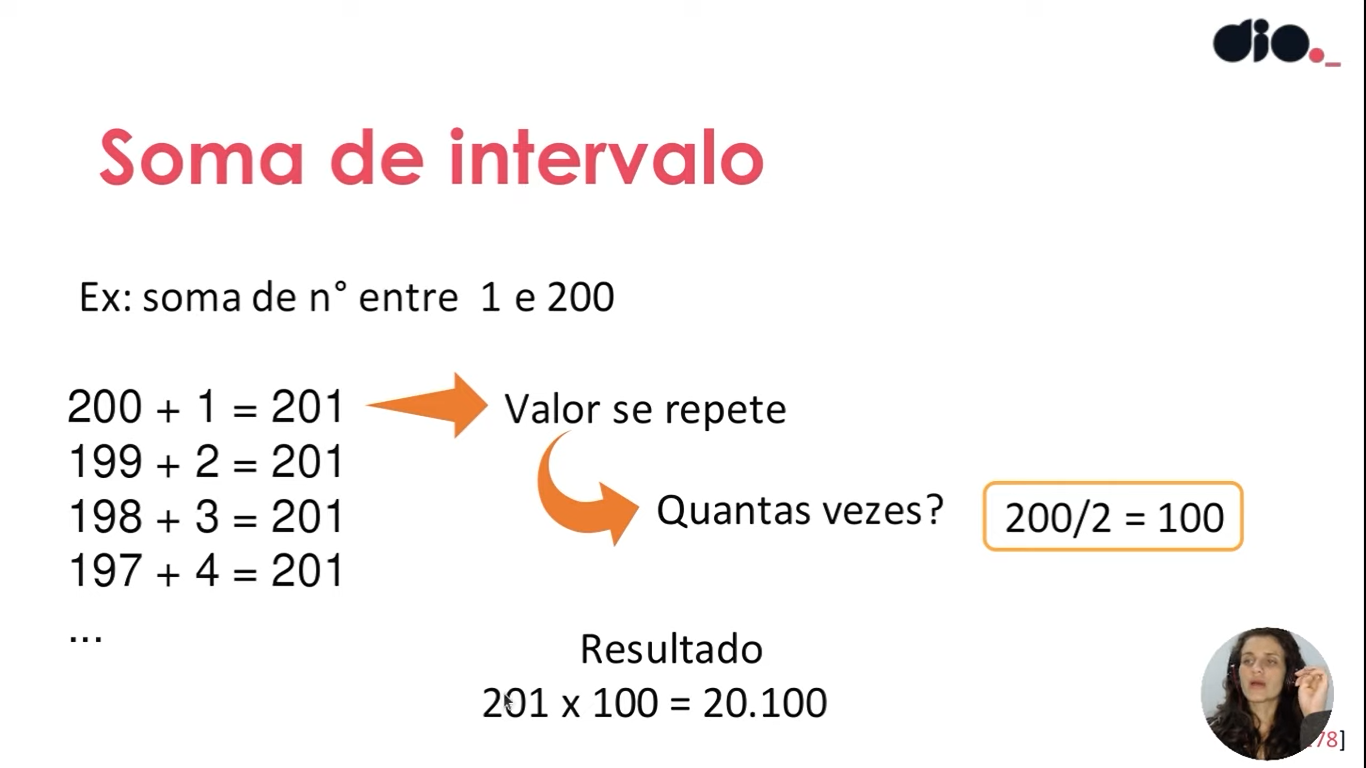 dio._
Soma de intervalo
Ex: soma de n° entre 1 e 200
200 + 1 = 201
Valor se repete
199 + 2 = 201
198 + 3 = 201
Quantas vezes?
200/2 = 100
197 + 4 = 201
...
Resultado
201 x 100 = 20.100
78]